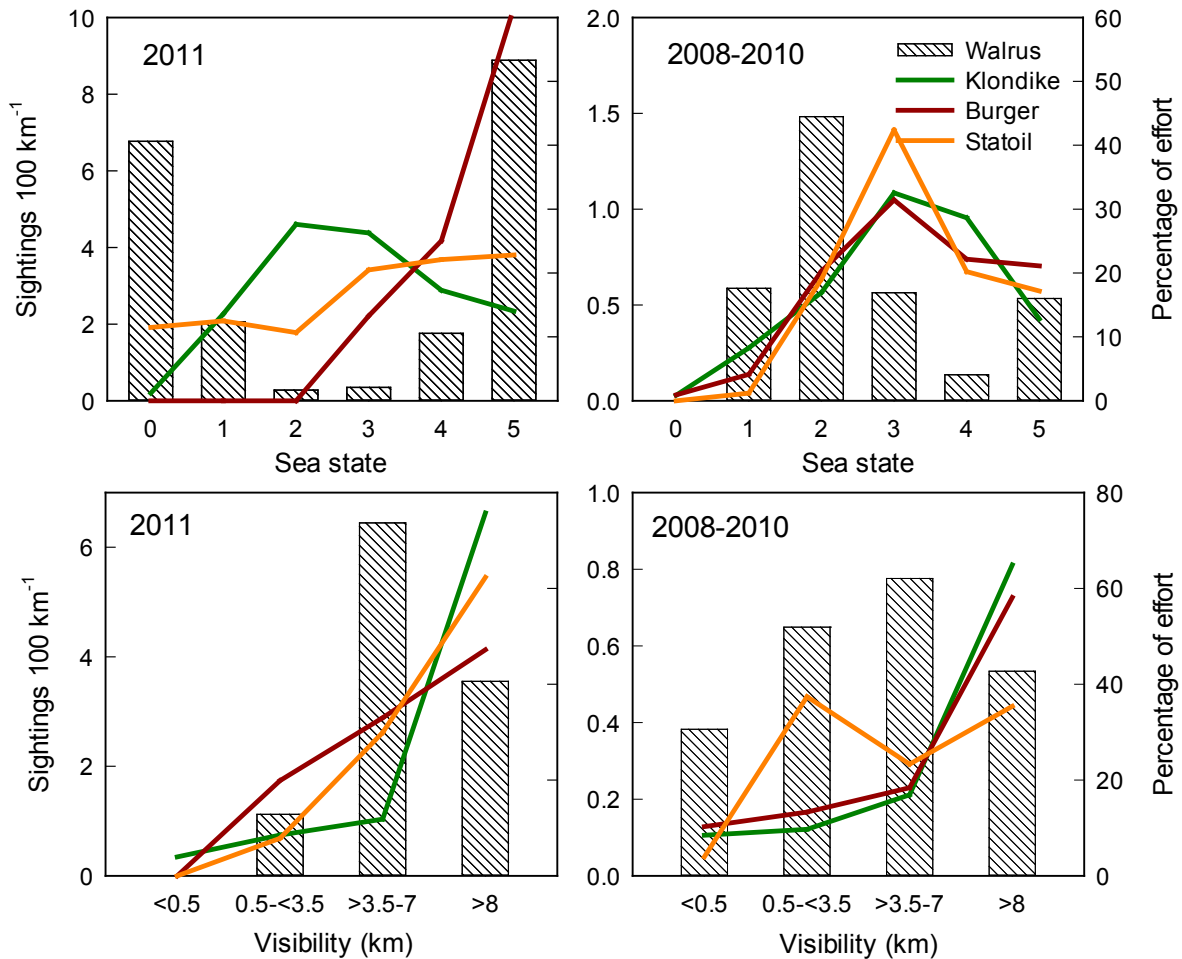 2011
10
8
6
4
2
0
Sightings 100 km-1
0 1 2 3 4 5
Sea state
2008-2010
Walrus
Klondike
Burger
Statoil
2.0
1.5
1.0
0.5
0.0
60
50
40
30
20
10
0
Percentage of effort
0 1 2 3 4 5
Sea state
2011
6
4
2
0
Sightings 100 km-1
<0.5 0.5-<3.5 >3.5-7 >8
Visibility (km)
2008-2010
1.0
0.8
0.6
0.4
0.2
0.0
80
60
40
20
0
Percentage of effort
<0.5 0.5-<3.5 >3.5-7 >8
Visibility (km)